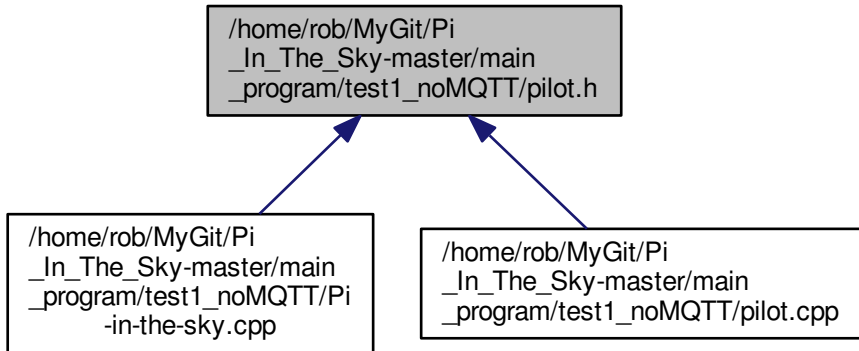 /home/rob/MyGit/Pi
_In_The_Sky-master/main
_program/test1_noMQTT/pilot.h
/home/rob/MyGit/Pi
_In_The_Sky-master/main
_program/test1_noMQTT/Pi
-in-the-sky.cpp
/home/rob/MyGit/Pi
_In_The_Sky-master/main
_program/test1_noMQTT/pilot.cpp